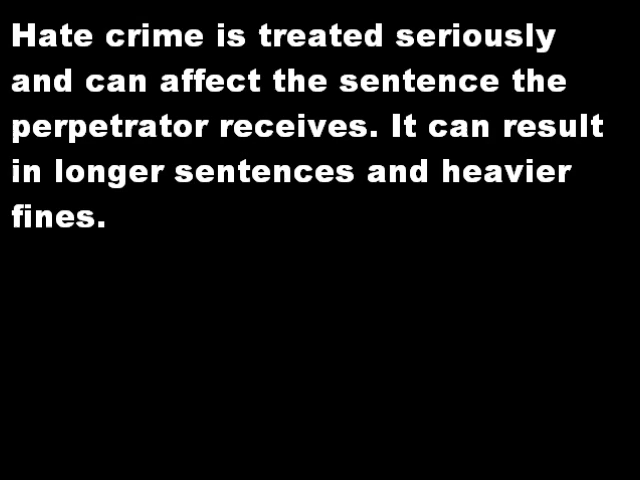 Hate crime is treated seriously
and can affect the sentence the
perpetrator receives. It can result
in longer sentences and heavier
fines.